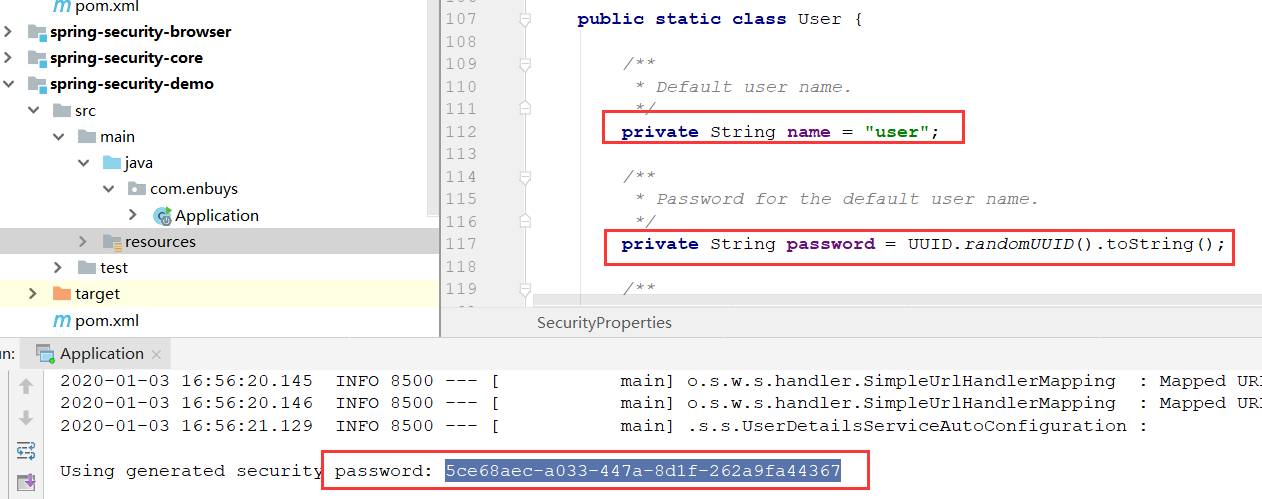 pom.xml
spring-security-browser
spring-security-core
spring-security-demo
src
main
java
com.enbuys
Application
resources
test
target
pom.xml
107 public static class User {
108
109 /**
110 * Default user name.
111 */
112 private String name = "user";
113
114 /**
115 * Password for the default user name.
116 */
117 private String password = UUID.randomUUID().toString();
118
119 /**
SecurityProperties
un: Application
2020-01-03 16:56:20.145 INFO 8500 --- [ main] o.s.w.s.handler.SimpleUrlHandlerMapping : Mapped UR
2020-01-03 16:56:20.146 INFO 8500 --- [ main] o.s.w.s.handler.SimpleUrlHandlerMapping : Mapped UR
2020-01-03 16:56:21.129 INFO 8500 --- [ main] .s.s.UserDetailsServiceAutoConfiguration :
Using generated security password: 5ce68aec-a033-447a-8d1f-262a9fa44367